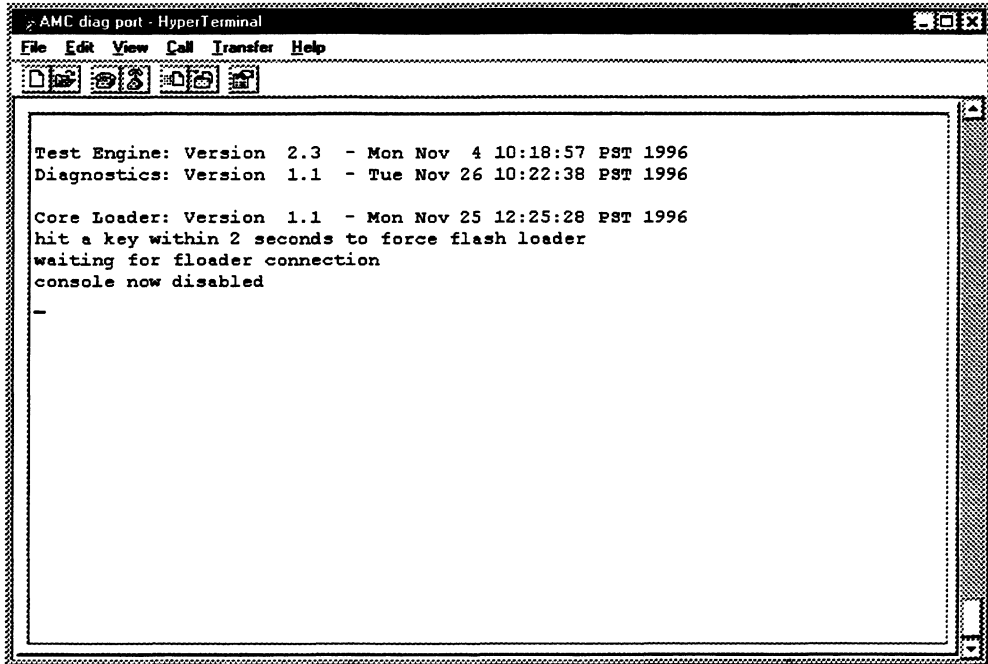 AMC diag port - HyperTerminal
File Edit View Call Transfer Help
Test Engine: Version 2.3 - Mon Nov 4 10:18:57 PST 1996
Diagnostics: Version 1.1 - Tue Nov 26 10:22:38 PST 1996
Core Loader: Version 1.1 - Mon Nov 25 12:25:28 PST 1996
hit a key within 2 seconds to force flash loader
waiting for floader connection
console now disabled